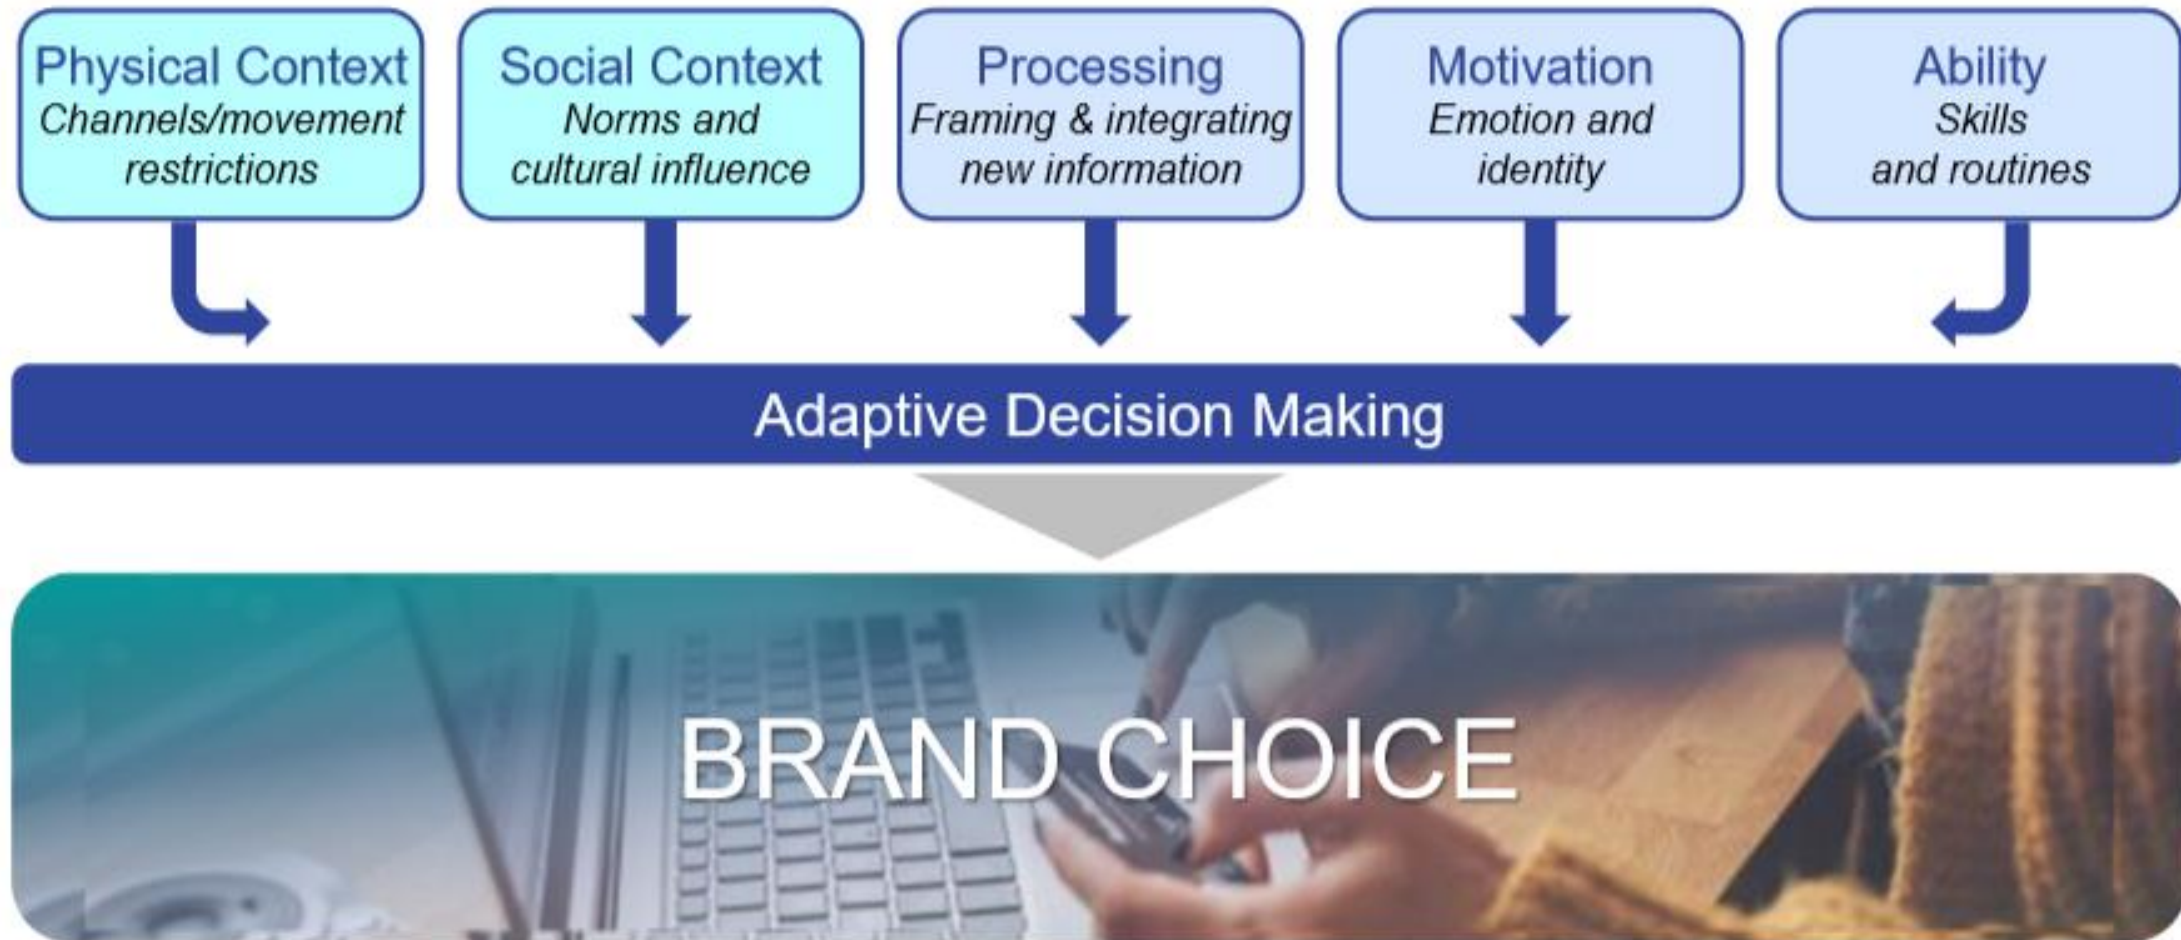 Physical Context
Channels/movement
restrictions
Social Context
Norms and
cultural influence
Processing
Framing & integrating
new information
Motivation
Emotion and
identity
Ability
Skills
and routines
Adaptive Decision Making
BRAND CHOICE